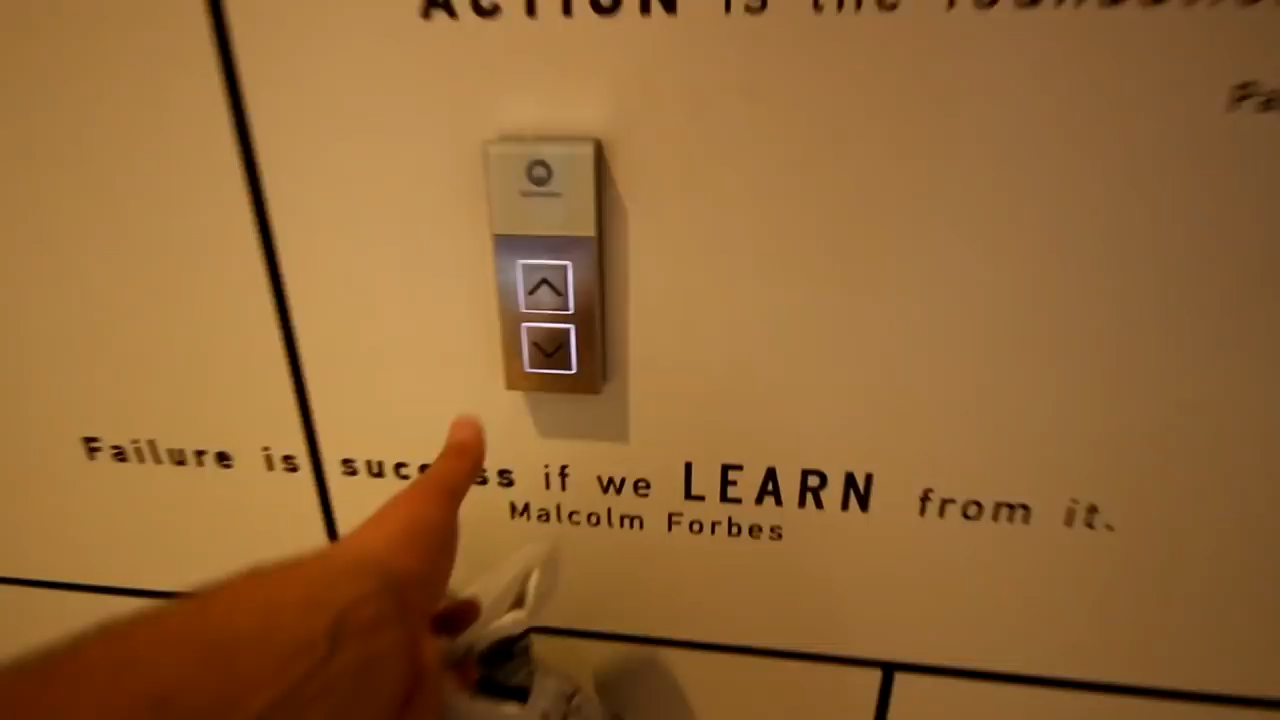 ACTION is the
Failure is success if we LEARN from it.
Malcolm Forbes